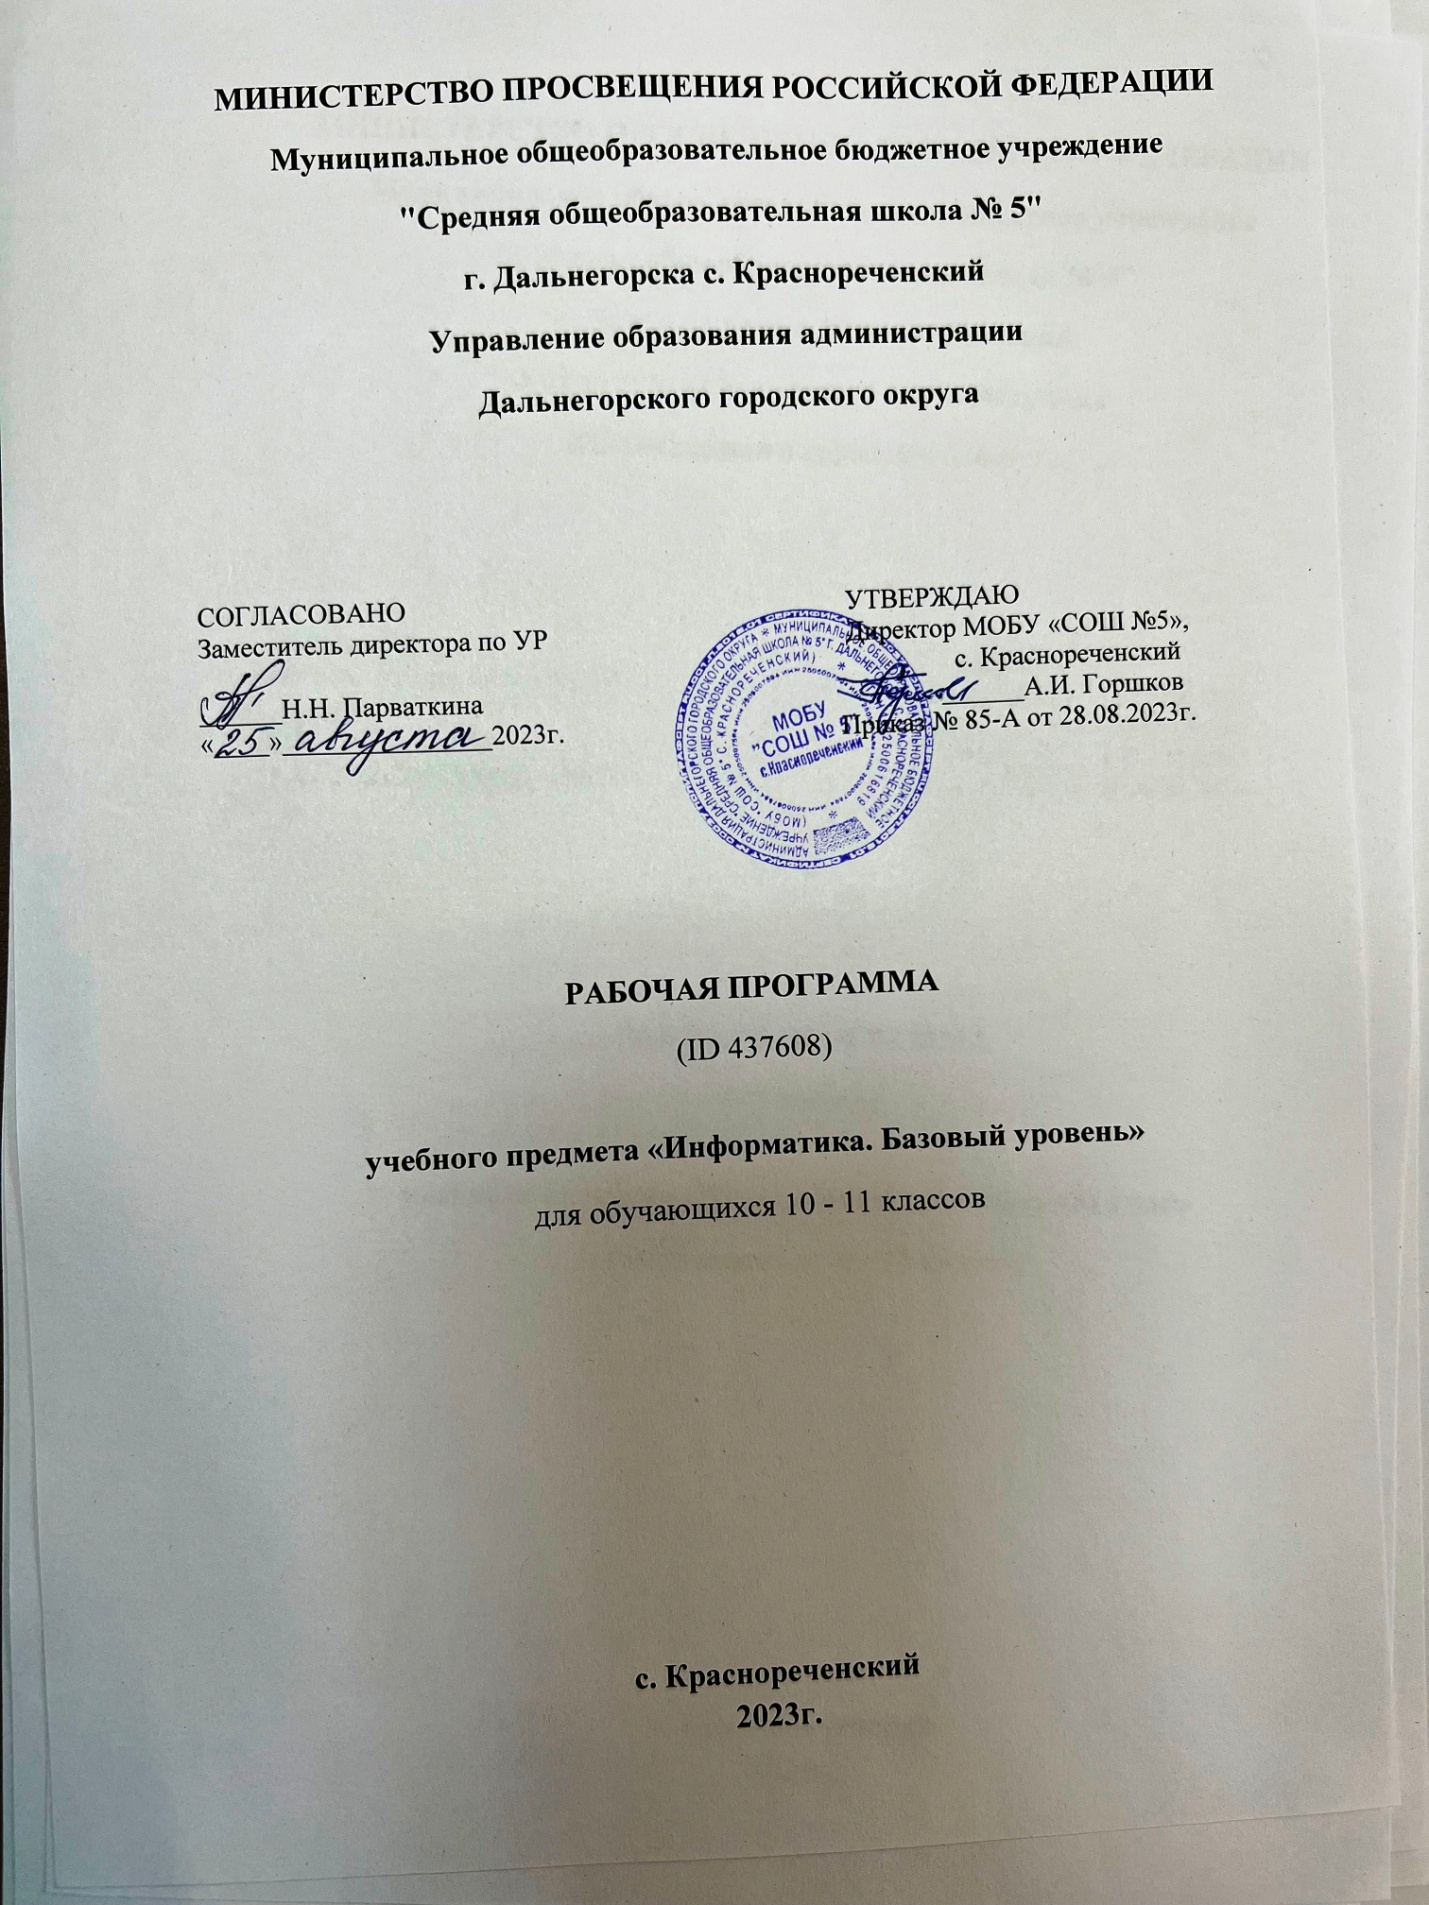 МИНИСТЕРСТВО ПРОСВЕЩЕНИЯ РОССИЙСКОЙ ФЕДЕРАЦИИ
Муниципальное общеобразовательное бюджетное учреждение
"Средняя общеобразовательная школа № 5"
г. Дальнегорска с. Краснореченский
Управление образования администрации
Дальнегорского городского округа
СОГЛАСОВАНО
Заместитель директора по УР
Н.Н. Парваткина
«25» августа 2023г.
УТВЕРЖДАЮ
Директор МОБУ «СОШ №5»,
с. Краснореченский
А.И. Горшков
Приказ № 85-А от 28.08.2023г.
МОБУ
"СОШ № 5"
с.Краснореченский
РАБОЧАЯ ПРОГРАММА
(ID 437608)
учебного предмета «Информатика. Базовый уровень»
для обучающихся 10 - 11 классов
с. Краснореченский
2023г.